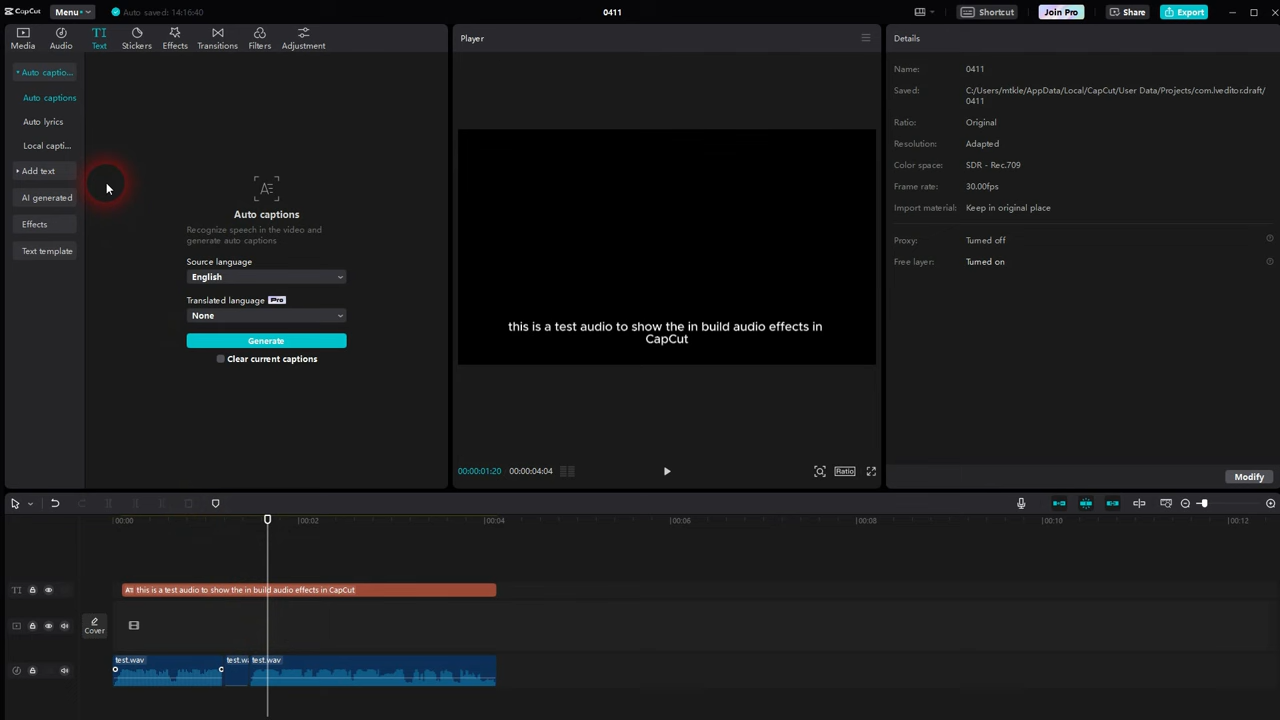 CapCut
Menu
Auto saved: 14:16:40
0411
Shortcut
Join Pro
Share
Export
Media
Audio
TI
Text
Stickers
Effects
Transitions
Filters
Adjustment
Auto captio...
Auto captions
Auto lyrics
Local capti...
Add text
AI generated
Effects
Text template
Auto captions
Recognize speech in the video and
generate auto captions
Source language
English
Translated language Pro
None
Generate
Clear current captions
Player
this is a test audio to show the in build audio effects in
CapCut
00:00:01:20
00:00:04:04
Ratio
Details
Name: 0411
Saved: C:/Users/mtkle/AppData/Local/CapCut/User Data/Projects/com.lveditor.draft/
0411
Ratio: Original
Resolution: Adapted
Color space: SDR - Rec.709
Frame rate: 30.00fps
Import material: Keep in original place
Proxy: Turned off
Free layer: Turned on
Modify
00:00
00:02
00:04
00:06
00:08
00:10
00:12
TI
this is a test audio to show the in build audio effects in CapCut
Cover
test.wav
test.wa
test.wav